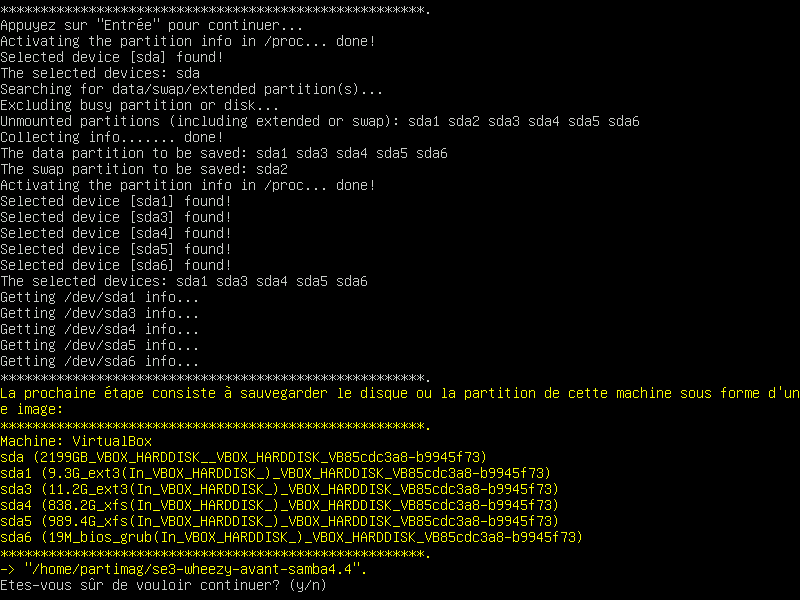 *****************************************************.
Appuyez sur "Entrée" pour continuer...
Activating the partition info in /proc... done!
Selected device [sda] found!
The selected devices: sda
Searching for data/swap/extended partition(s)...
Excluding busy partition or disk...
Unmounted partitions (including extended or swap): sda1 sda2 sda3 sda4 sda5 sda6
Collecting info....... done!
The data partition to be saved: sda1 sda3 sda4 sda5 sda6
The swap partition to be saved: sda2
Activating the partition info in /proc... done!
Selected device [sda1] found!
Selected device [sda3] found!
Selected device [sda4] found!
Selected device [sda5] found!
Selected device [sda6] found!
The selected devices: sda1 sda3 sda4 sda5 sda6
Getting /dev/sda1 info...
Getting /dev/sda3 info...
Getting /dev/sda4 info...
Getting /dev/sda5 info...
Getting /dev/sda6 info...
*****************************************************.
La prochaine étape consiste à sauvegarder le disque ou la partition de cette machine sous forme d'un
e image:
*****************************************************.
Machine: VirtualBox
sda (2199GB_VBOX_HARDDISK__VBOX_HARDDISK_VB85cdc3a8-b9945f73)
sda1 (9.3G_ext3(In_VBOX_HARDDISK_)_VBOX_HARDDISK_VB85cdc3a8-b9945f73)
sda3 (11.2G_ext3(In_VBOX_HARDDISK_)_VBOX_HARDDISK_VB85cdc3a8-b9945f73)
sda4 (838.2G_xfs(In_VBOX_HARDDISK_)_VBOX_HARDDISK_VB85cdc3a8-b9945f73)
sda5 (989.4G_xfs(In_VBOX_HARDDISK_)_VBOX_HARDDISK_VB85cdc3a8-b9945f73)
sda6 (19M_bios_grub(In_VBOX_HARDDISK_)_VBOX_HARDDISK_VB85cdc3a8-b9945f73)
*****************************************************.
-> "/home/partimag/se3-wheezy-avant-samba4.4".
Etes-vous sûr de vouloir continuer? (y/n)